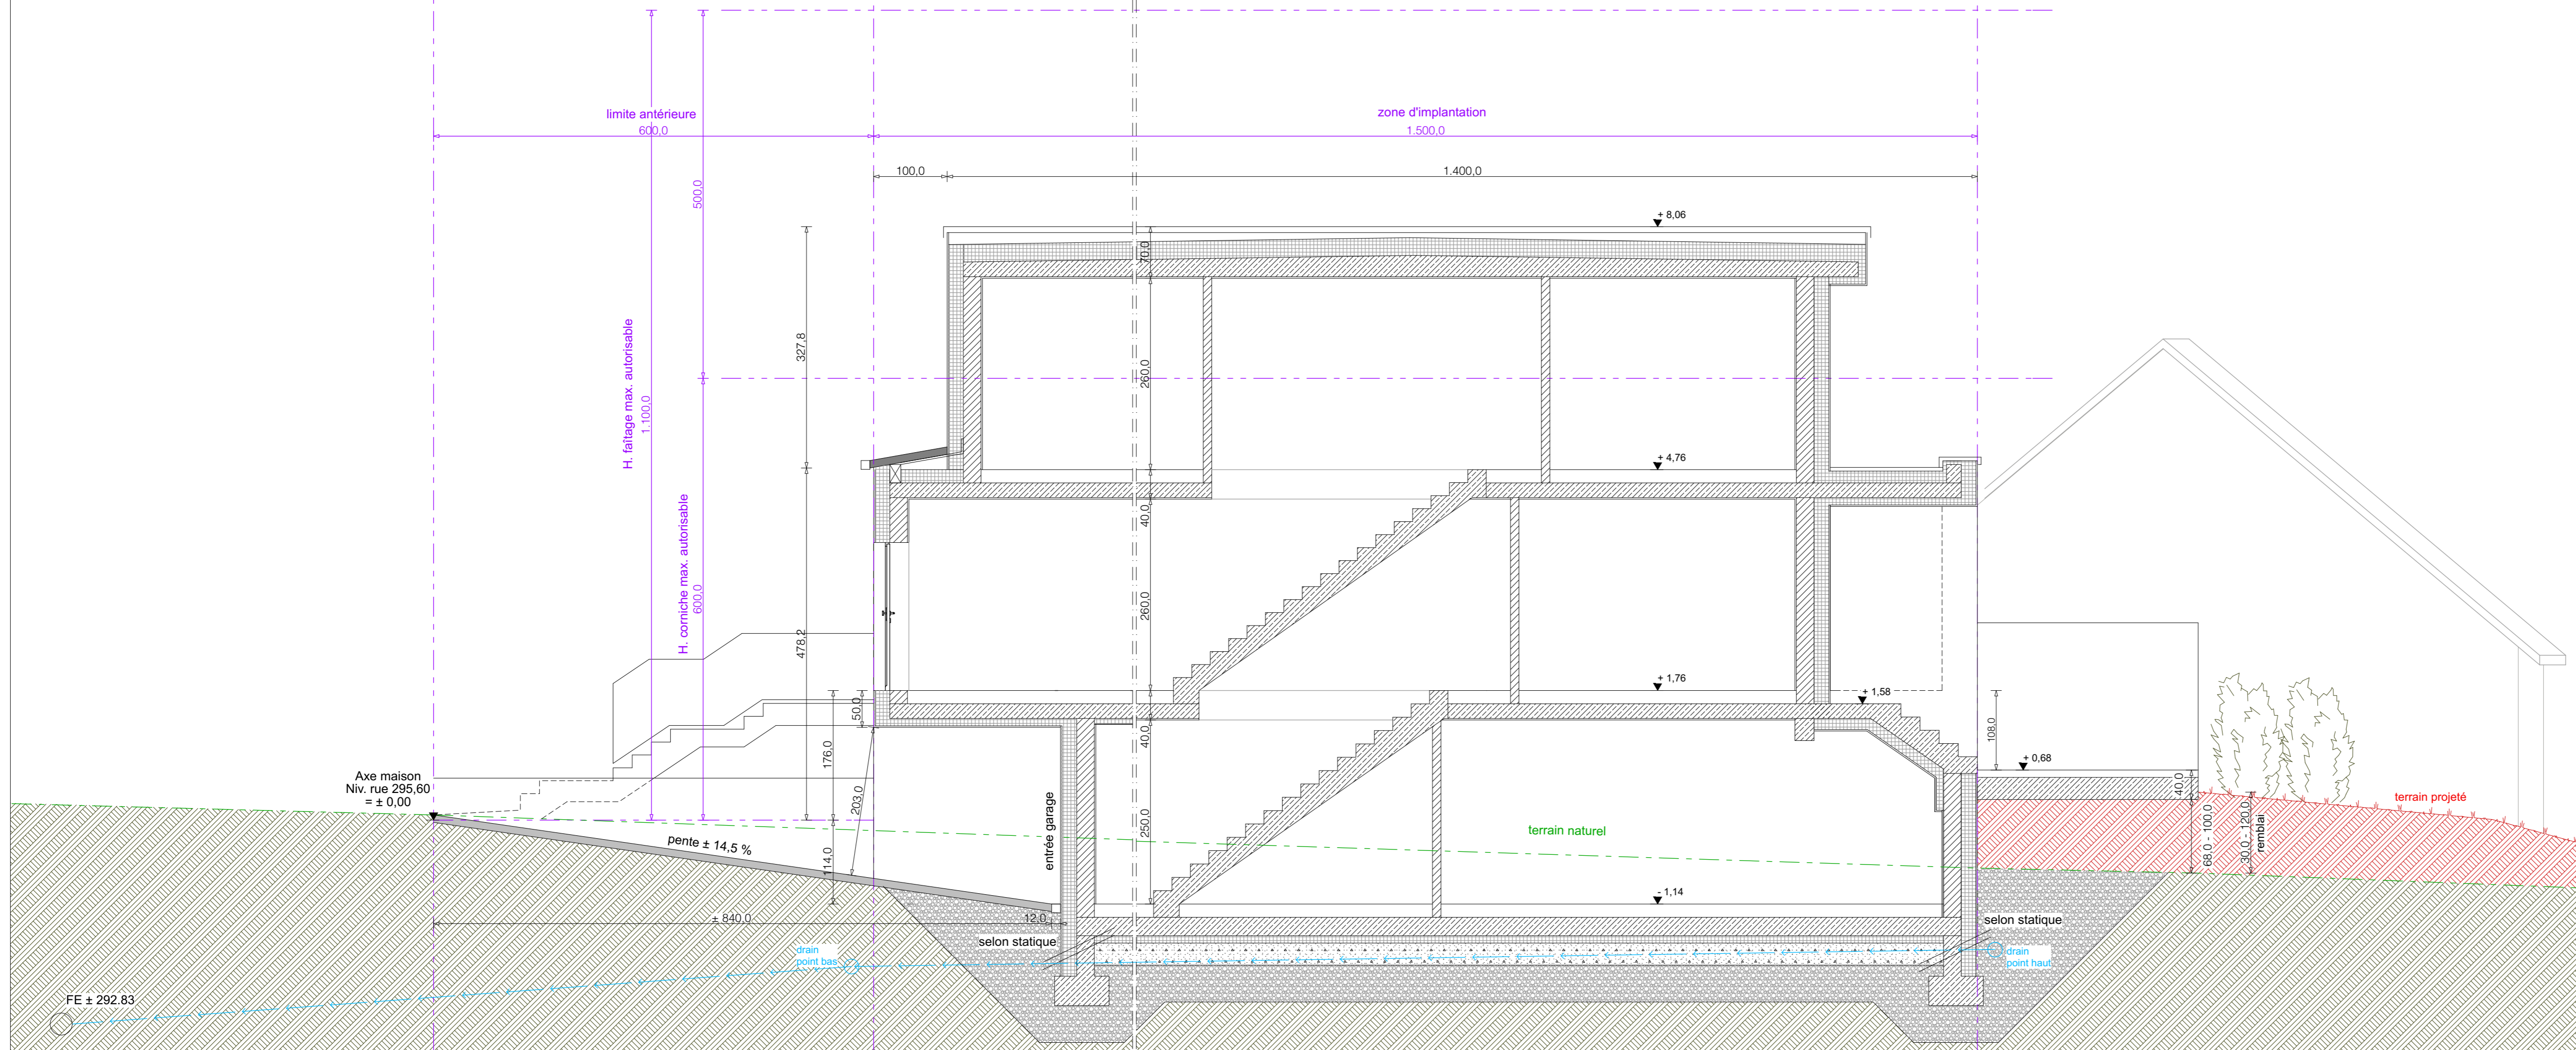 limite antérieure
600,0
zone d'implantation
1.500,0
100,0
1.400,0
500,0
H. faîtage max. autorisable
1.100,0
H. corniche max. autorisable
600,0
327,8
478,2
+ 8,06
70,0
260,0
+ 4,76
40,0
260,0
+ 1,76
+ 1,58
50,0
176,0
203,0
114,0
40,0
250,0
108,0
+ 0,68
40,0
68,0 - 100,0
30,0 - 120,0
remblai
terrain projeté
Axe maison
Niv. rue 295,60
= ± 0,00
pente ± 14,5 %
entrée garage
terrain naturel
- 1,14
± 840,0
12,0
selon statique
selon statique
drain
point bas
drain
point haut
FE ± 292.83